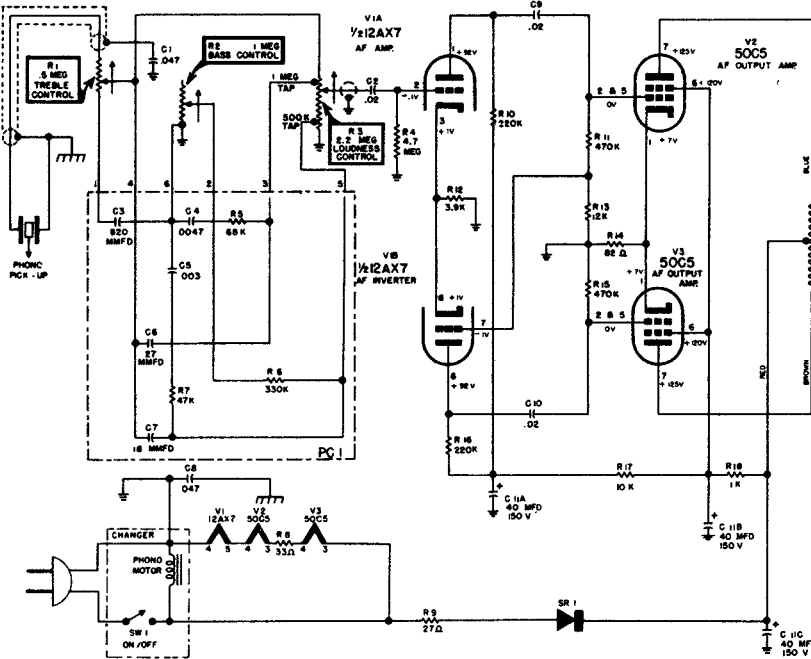 R1
.5 MEG
TREBLE
CONTROL
C1
.047
R2 1 MEG
BASS CONTROL
1 MEG
TAP
500K
TAP
R3
2.2 MEG
LOUDNESS
CONTROL
C2
.02
V1A
½12AX7
AF AMP.
1 +92V
2
-.1V
3
+1V
R4
4.7
MEG
R10
220K
C9
.02
2 & 5
0V
V2
50C5
AF OUTPUT AMP
7 +125V
6 +120V
1 +7V
R11
470K
R12
3.9K
R13
12K
R14
82 Ω
R15
470K
BLUE
1 4 6 2 3 5
C3
820
MMFD
C4
.0047
R5
68K
C5
.003
C6
27
MMFD
R6
330K
R7
47K
C7
18 MMFD
PC 1
PHONO
PICK-UP
V1B
½12AX7
AF INVERTER
8 +1V
7
1V
6
+92V
V3
50C5
AF OUTPUT
AMP.
+7V
1
2 & 5
0V
6
+120V
7
+125V
RED
BROWN
C10
.02
R16
220K
R17
10K
R18
1K
C11A
40 MFD
150 V
C11B
40 MFD
150 V
C8
.047
CHANGER
PHONO
MOTOR
V1
12AX7
4 5
V2
50C5
4 3
R8
33Ω
V3
50C5
4 3
SW1
ON/OFF
R9
27Ω
SR1
C11C
40 MF
150 V